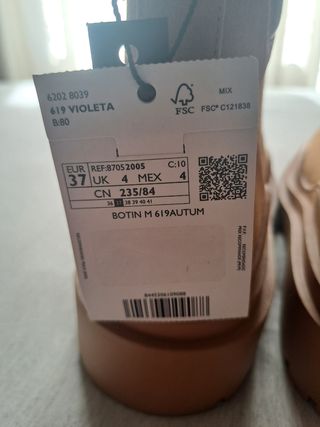 6202 8039
619 VIOLETA
B:80
FSC
MIX
FSC® C121838
EUR
37
REF:87052005 C:10
UK 4 MEX 4
CN 235/84
36 37 38 39 40 41
BOTIN M 619AUTUM